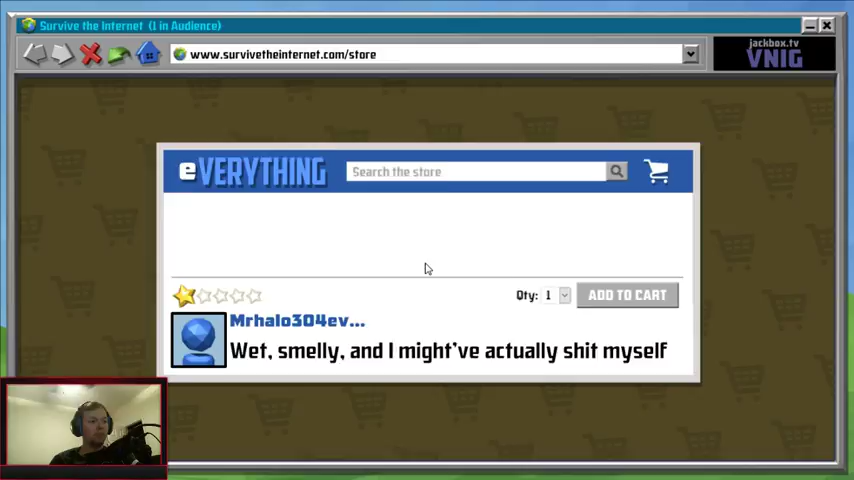 Survive the Internet (1 in Audience)
www.survivetheinternet.com/store
jackbox.tv
VNIG
eVERYTHING
Search the store
Qty: 1
ADD TO CART
Mrhalo304ev...
Wet, smelly, and I might've actually shit myself